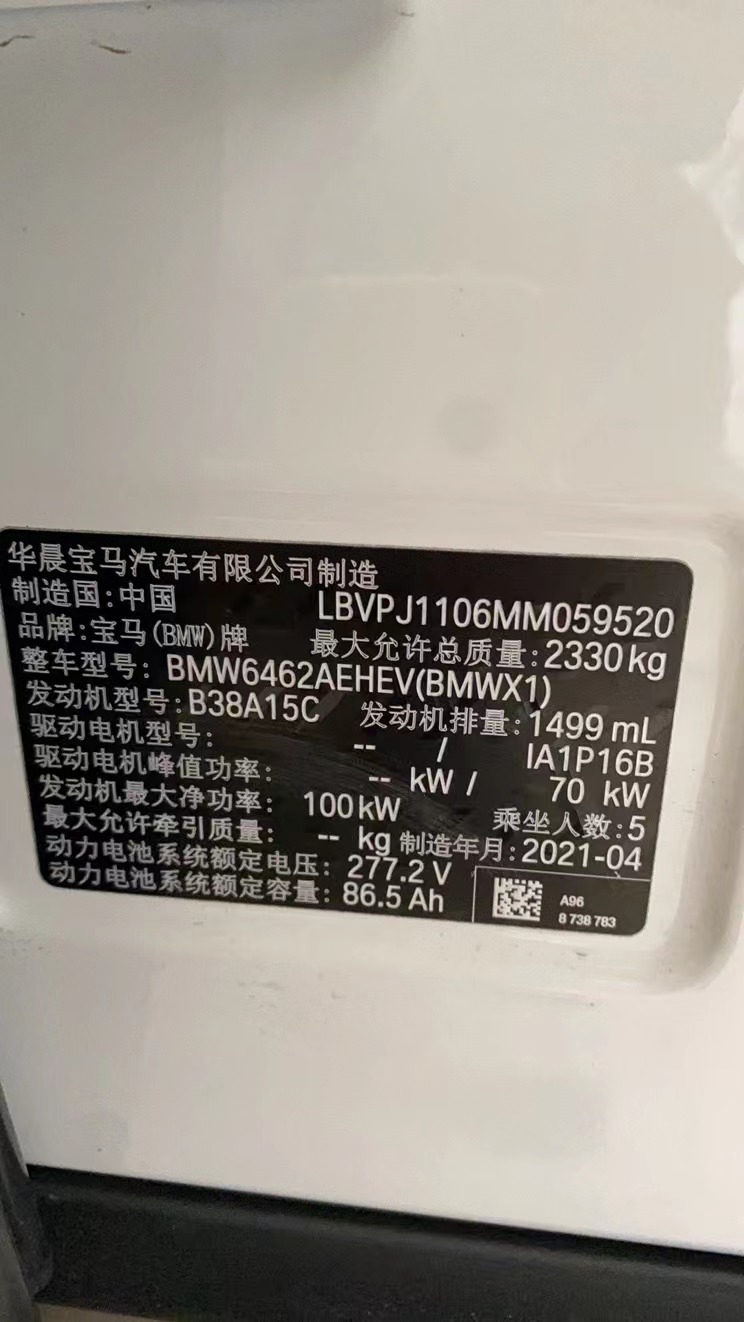 华晨宝马汽车有限公司制造
制造国:中国 LBVPJ1106MM059520
品牌:宝马(BMW)牌 最大允许总质量:2330kg
整车型号: BMW6462AEHEV(BMWX1)
发动机型号:B38A15C 发动机排量:1499 mL
驱动电机型号: -- / IA1P16B
驱动电机峰值功率: -- kW / 70 kW
发动机最大净功率: 100kW 乘坐人数:5
最大允许牵引质量: -- kg 制造年月:2021-04
动力电池系统额定电压: 277.2 V
动力电池系统额定容量: 86.5 Ah
A96
8 738 783